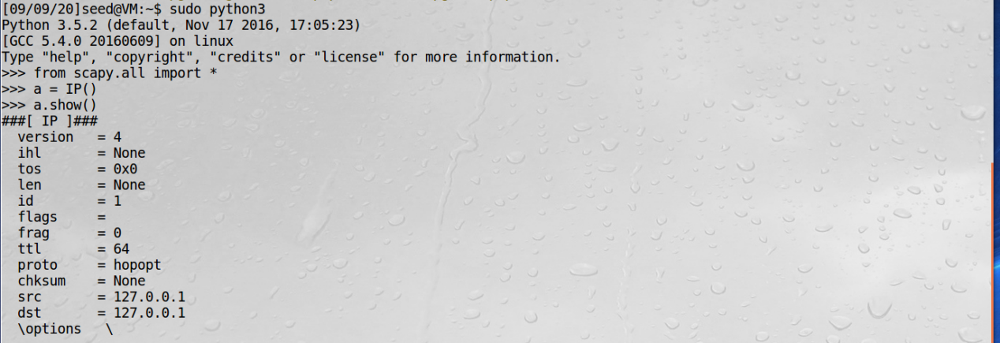 [09/09/20]seed@VM:~$ sudo python3
Python 3.5.2 (default, Nov 17 2016, 17:05:23)
[GCC 5.4.0 20160609] on linux
Type "help", "copyright", "credits" or "license" for more information.
>>> from scapy.all import *
>>> a = IP()
>>> a.show()
###[ IP ]###
  version   = 4
  ihl       = None
  tos       = 0x0
  len       = None
  id        = 1
  flags     =
  frag      = 0
  ttl       = 64
  proto     = hopopt
  chksum    = None
  src       = 127.0.0.1
  dst       = 127.0.0.1
  \options   \